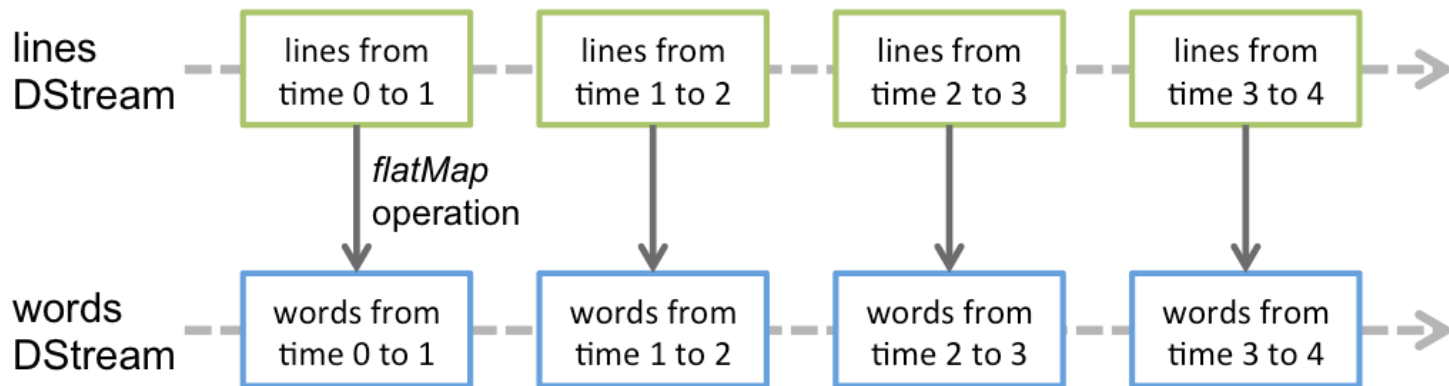 lines
DStream
lines from
time 0 to 1
lines from
time 1 to 2
lines from
time 2 to 3
lines from
time 3 to 4
flatMap
operation
words
DStream
words from
time 0 to 1
words from
time 1 to 2
words from
time 2 to 3
words from
time 3 to 4